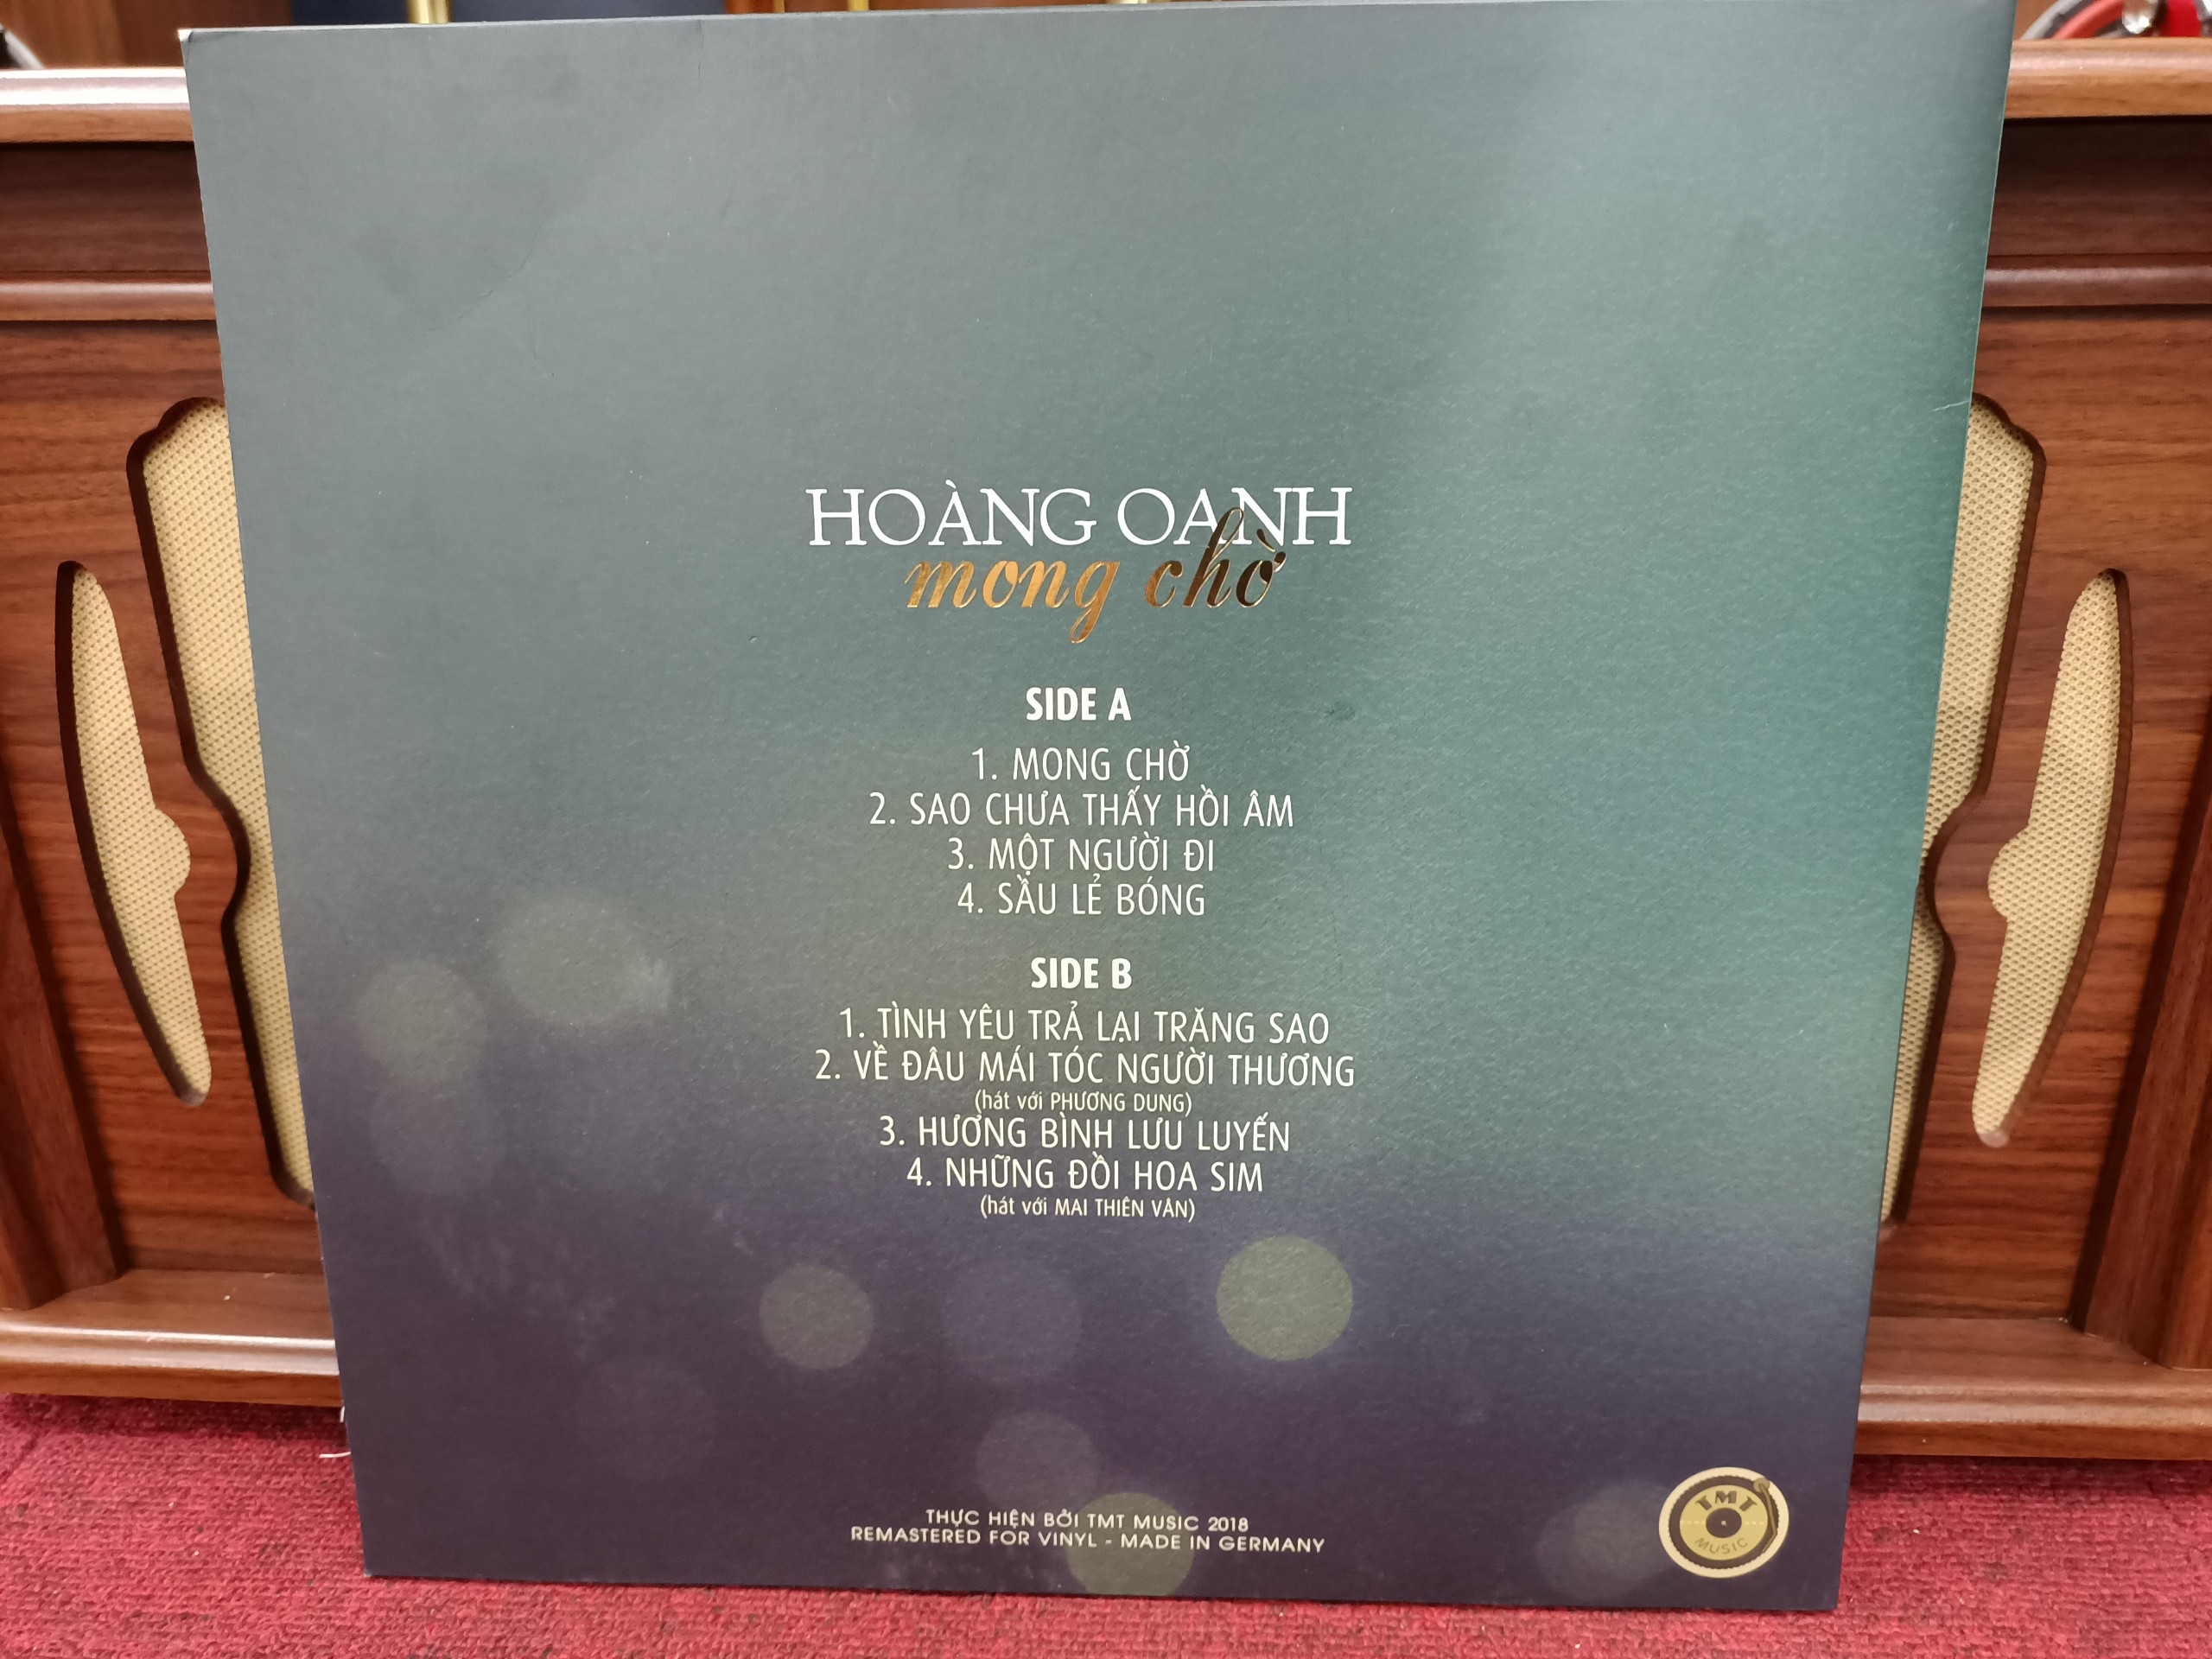 HOÀNG OANH
mong chờ
SIDE A
1. MONG CHỜ
2. SAO CHƯA THẤY HỒI ÂM
3. MỘT NGƯỜI ĐI
4. SẦU LẺ BÓNG
SIDE B
1. TÌNH YÊU TRẢ LẠI TRĂNG SAO
2. VỀ ĐÂU MÁI TÓC NGƯỜI THƯƠNG
(hát với PHƯƠNG DUNG)
3. HƯƠNG BÌNH LƯU LUYẾN
4. NHỮNG ĐỒI HOA SIM
(hát với MAI THIÊN VÂN)
THỰC HIỆN BỞI TMT MUSIC 2018
REMASTERED FOR VINYL - MADE IN GERMANY
TMT
MUSIC